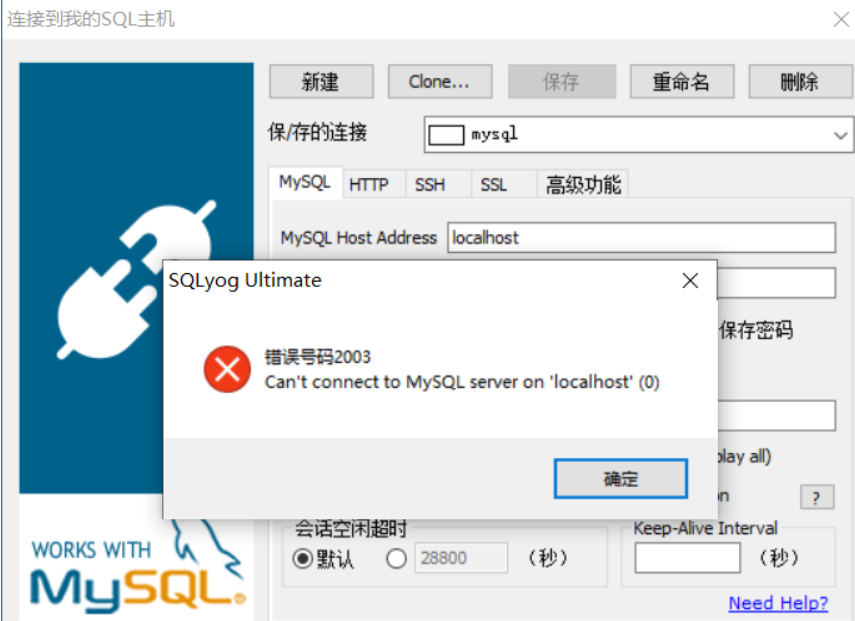 连接到我的SQL主机
新建 Clone... 保存 重命名 删除
保/存的连接 mysql
MySQL HTTP SSH SSL 高级功能
MySQL Host Address localhost
SQLyog Ultimate
保存密码
错误号码2003
Can't connect to MySQL server on 'localhost' (0)
play all)
确定
on ?
会话空闲超时 Keep-Alive Interval
默认 28800 (秒) (秒)
WORKS WITH
MySQL
Need Help?